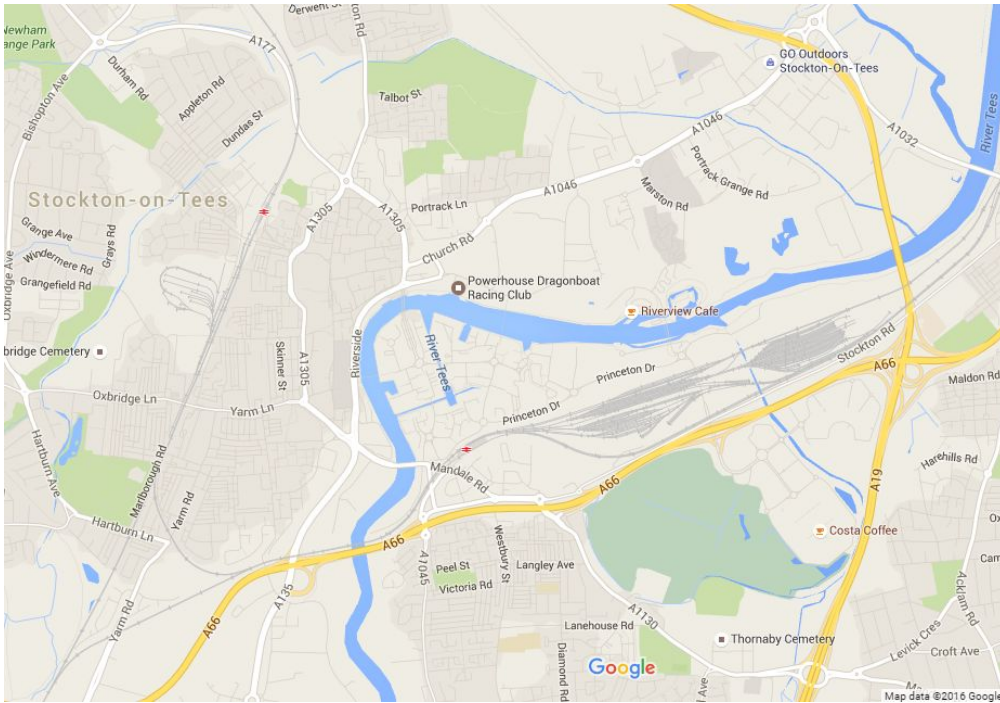 Newham
ange Park
Derwent St
A177
GO Outdoors
Stockton-On-Tees
Durham Rd
Appleton Rd
Talbot St
Bishopton Ave
Dundas St
A1046
A1032
River Tees
Portrack Grange Rd
Marston Rd
A1046
Stockton-on-Tees
Portrack Ln
A1305
A1305
Grange Ave
Grays Rd
Windermere Rd
Grangefield Rd
Oxbridge Ave
Church Rd
Powerhouse Dragonboat
Racing Club
Riverview Cafe
Stockton Rd
bridge Cemetery
Skinner St
A1305
Riverside
River Tees
Princeton Dr
A66
Maldon Rd
Oxbridge Ln
Yarm Ln
Princeton Dr
Hartburn Ave
Marlborough Rd
Yarm Rd
Mandale Rd
A66
A19
Harehills Rd
Hartburn Ln
A66
Westbury St
Costa Coffee
Peel St
Langley Ave
Victoria Rd
A1045
A135
Yarm Rd
A66
A1130
Acklam Rd
Lanehouse Rd
Thornaby Cemetery
Levick Cres
Croft Ave
Diamond Rd
Google
Map data ©2016 Google